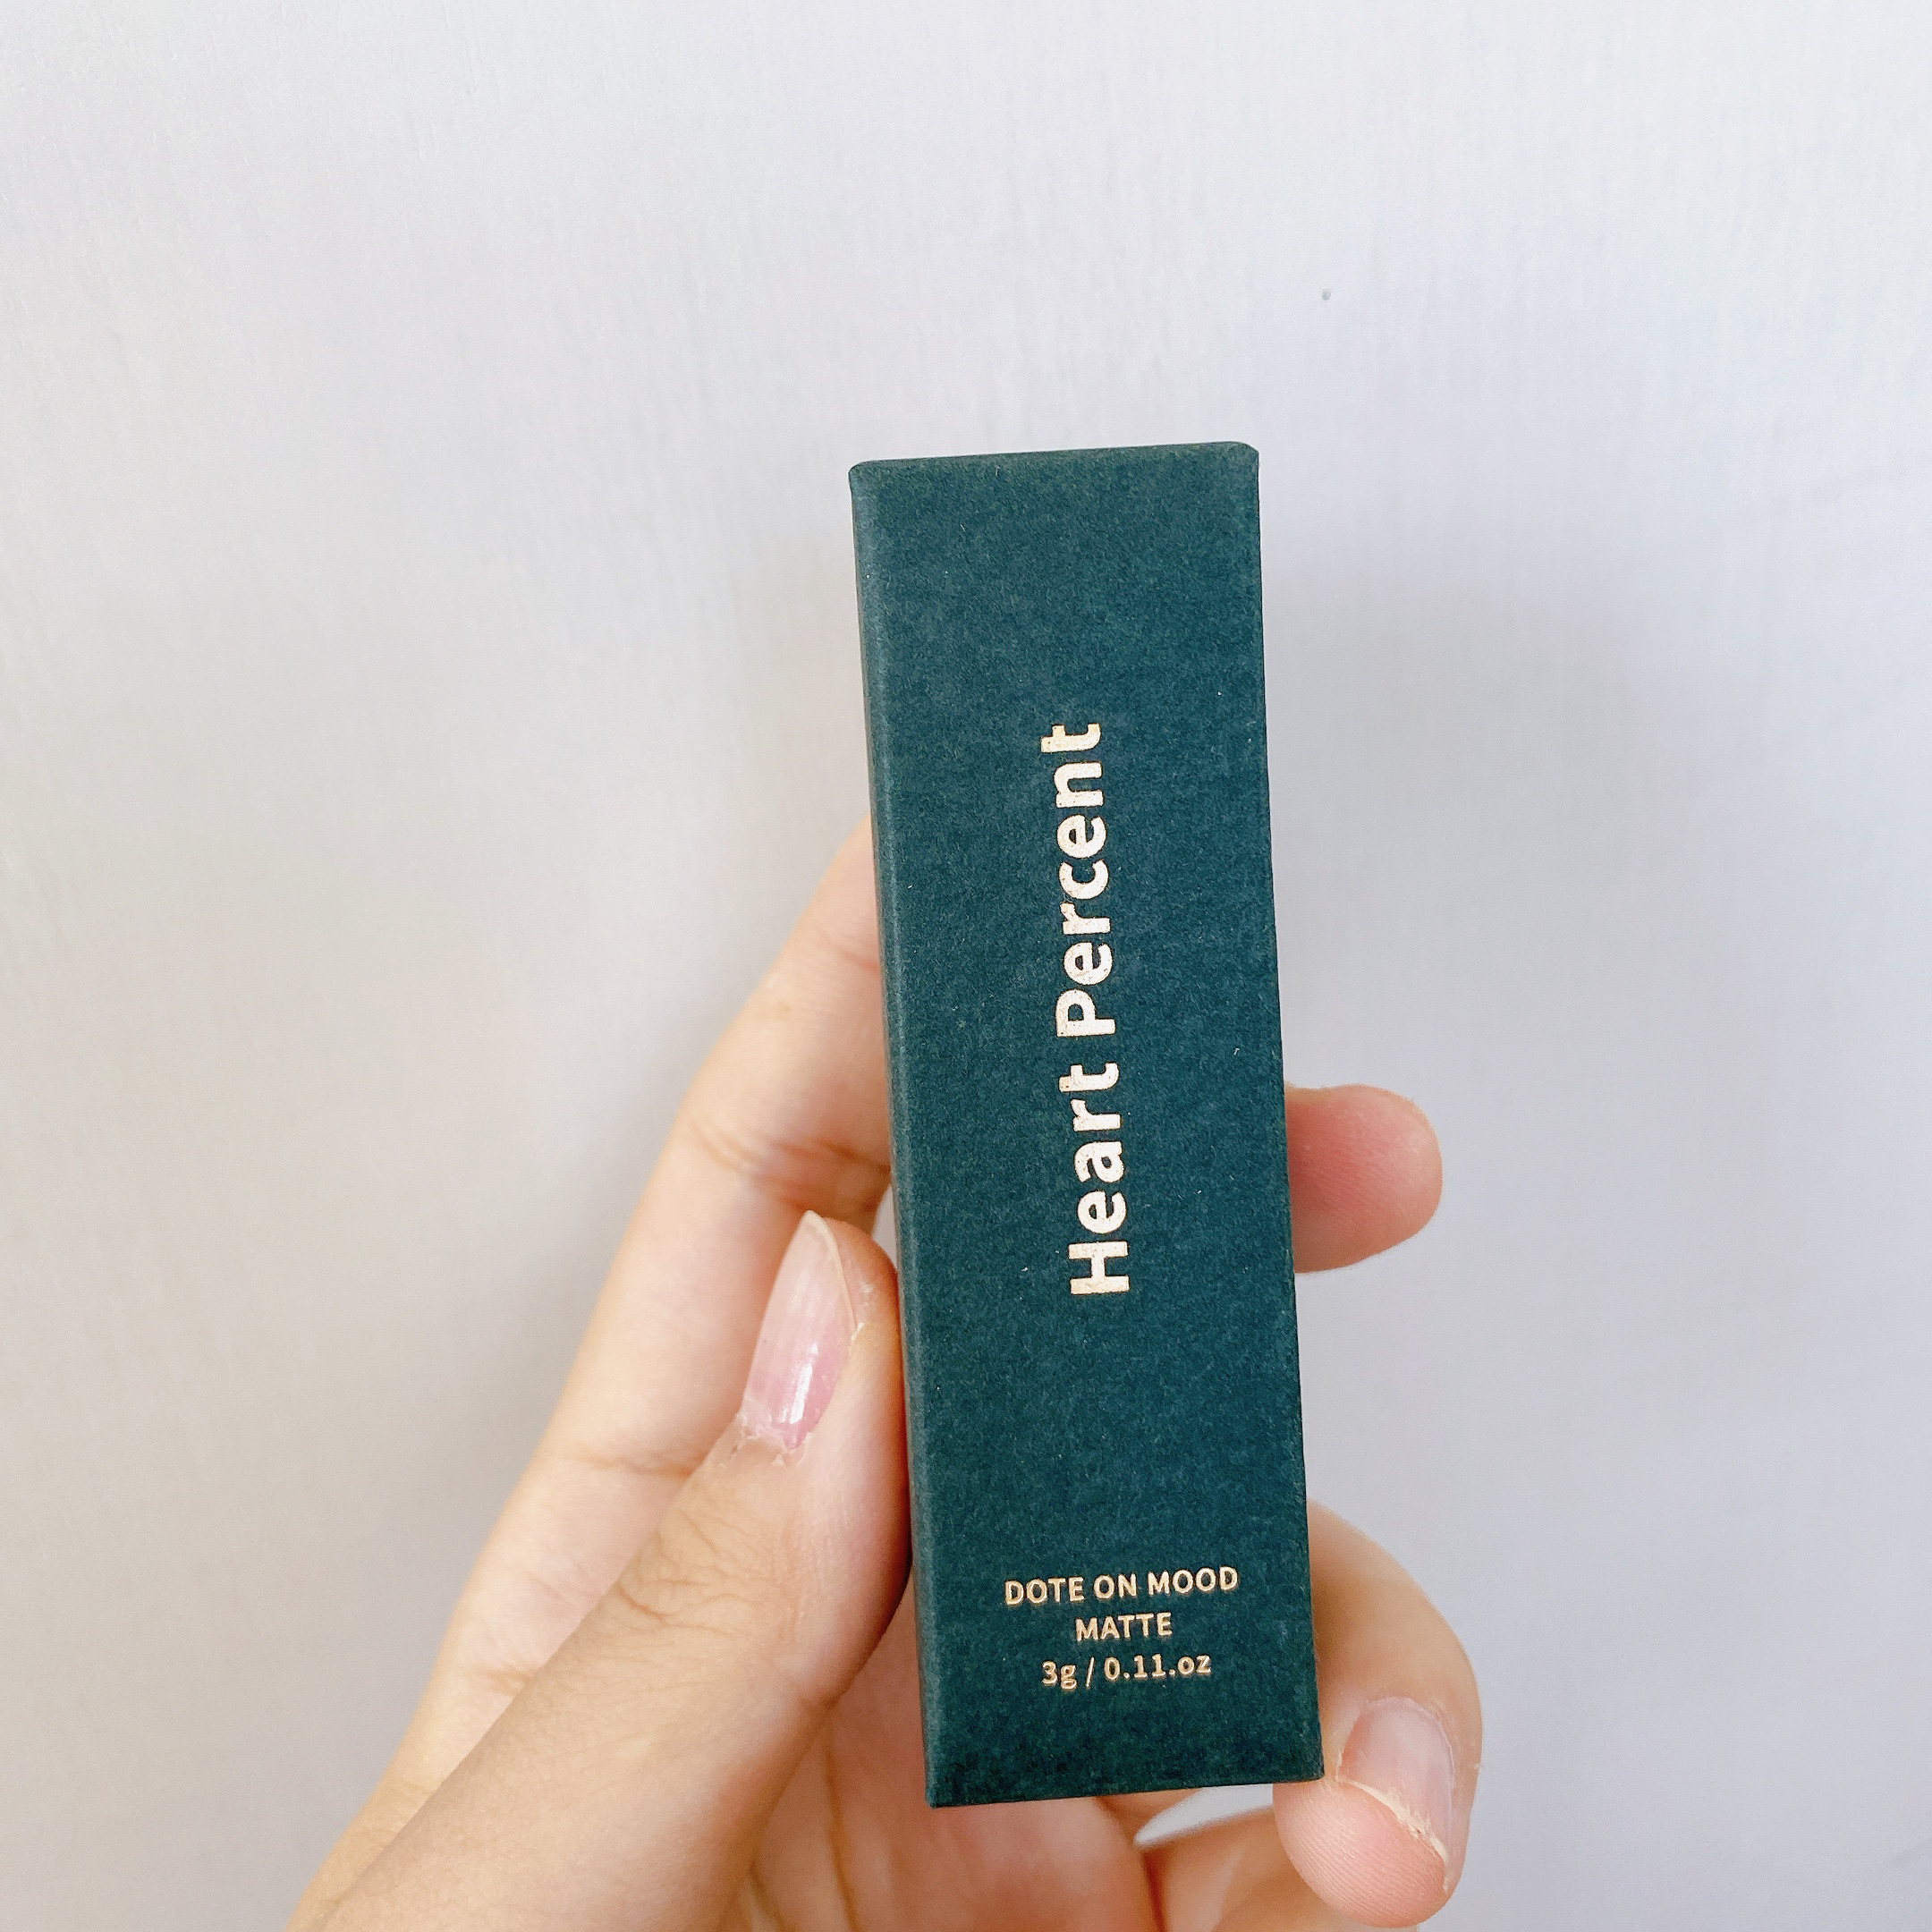 Heart Percent
DOTE ON MOOD
MATTE
3g / 0.11.oz